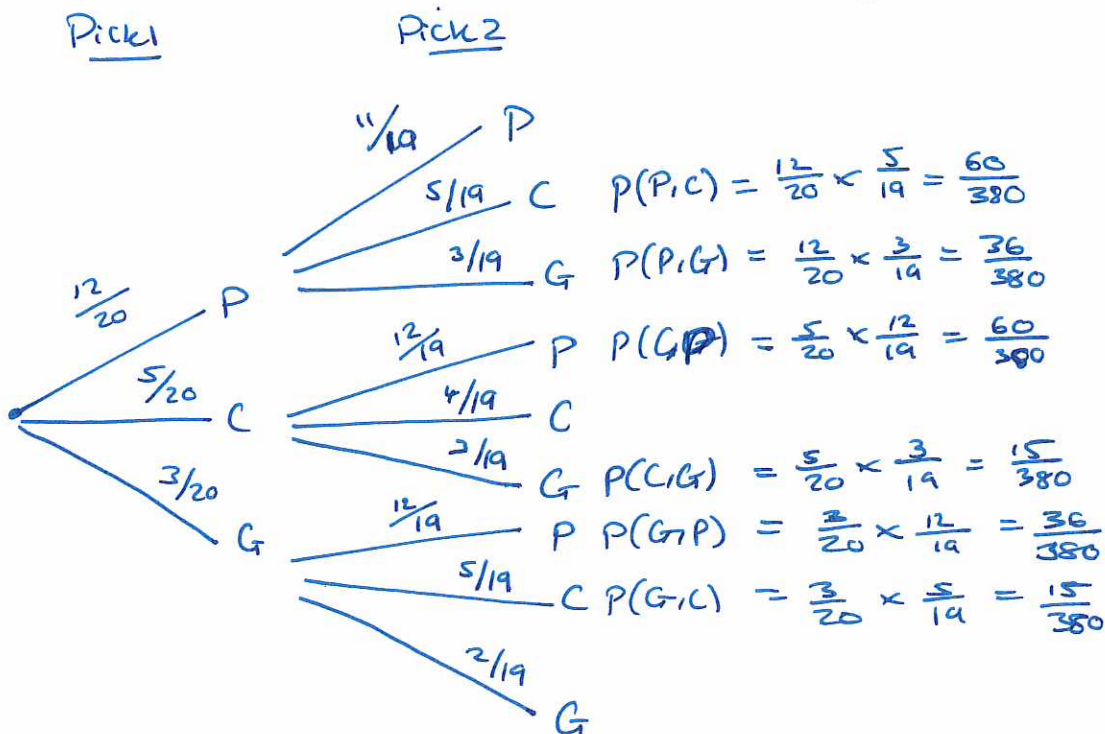 Pick1 Pick2
11/19 P
5/19 C P(P,C) = 12/20 × 5/19 = 60/380
3/19 G P(P,G) = 12/20 × 3/19 = 36/380
12/20 P
12/19 P P(C,P) = 5/20 × 12/19 = 60/380
5/20 C
4/19 C
3/19 G P(C,G) = 5/20 × 3/19 = 15/380
3/20 G
12/19 P P(G,P) = 3/20 × 12/19 = 36/380
5/19 C P(G,C) = 3/20 × 5/19 = 15/380
2/19 G